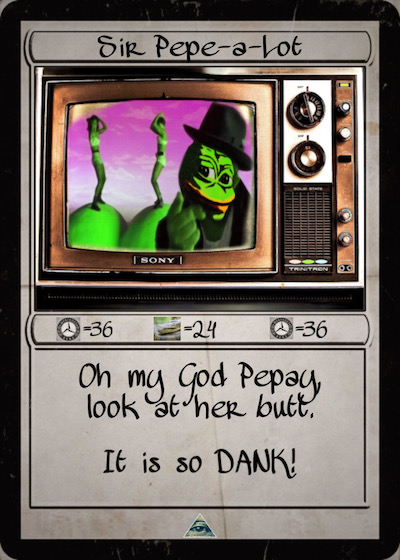 Sir Pepe-a-Lot
SOLID STATE
SONY
TRINITRON
=36
=24
=36
Oh my God Pepay,
look at her butt.
It is so DANK!